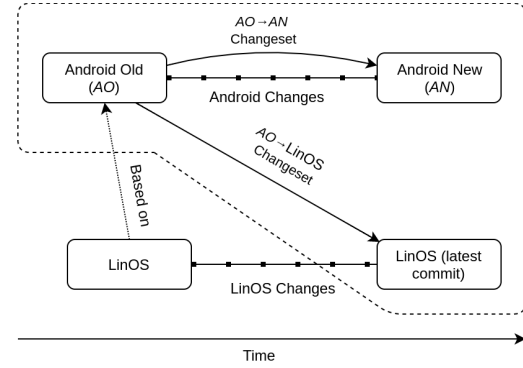 AO→AN
Changeset
Android Old
(AO)
Android New
(AN)
Android Changes
AO→LinOS
Changeset
Based on
LinOS
LinOS (latest
commit)
LinOS Changes
Time